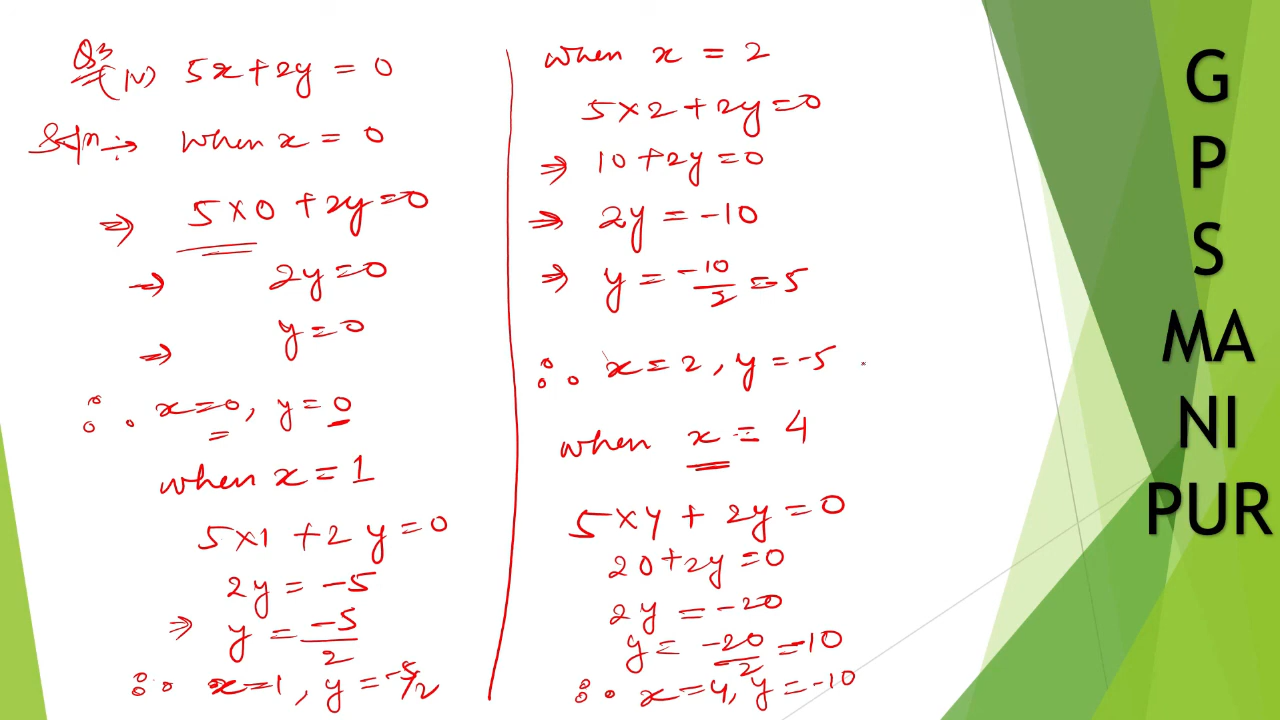 Q3
(iv) 5x+2y = 0
Soln :→ when x = 0
⇒ 5×0 +2y=0
⇒ 2y=0
⇒ y=0
∴ x=0, y=0
when x=1
5×1 +2y=0
2y = -5
⇒ y = -5/2
∴ x=1, y=-5/2
when x = 2
5×2+2y=0
⇒ 10+2y=0
⇒ 2y = -10
⇒ y = -10/2 = 5
∴ x=2, y=-5
when x = 4
5×4 + 2y=0
20+2y=0
2y = -20
y = -20/2 = -10
∴ x=4, y=-10
G
P
S
MA
NI
PUR